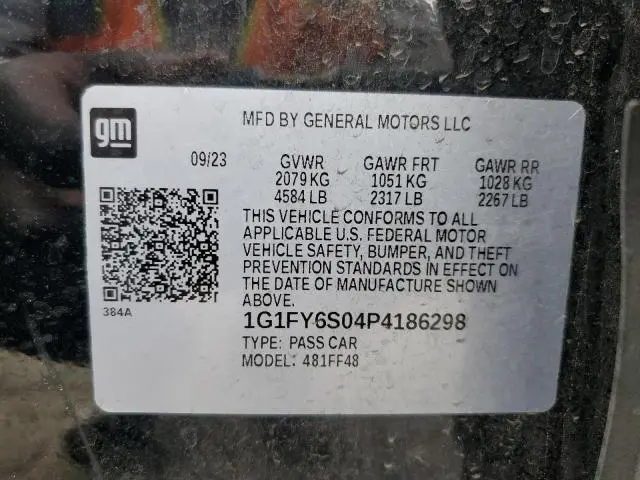 gm
MFD BY GENERAL MOTORS LLC
09/23 GVWR GAWR FRT GAWR RR
2079 KG 1051 KG 1028 KG
4584 LB 2317 LB 2267 LB
THIS VEHICLE CONFORMS TO ALL
APPLICABLE U.S. FEDERAL MOTOR
VEHICLE SAFETY, BUMPER, AND THEFT
PREVENTION STANDARDS IN EFFECT ON
THE DATE OF MANUFACTURE SHOWN
ABOVE.
384A
1G1FY6S04P4186298
TYPE: PASS CAR
MODEL: 481FF48